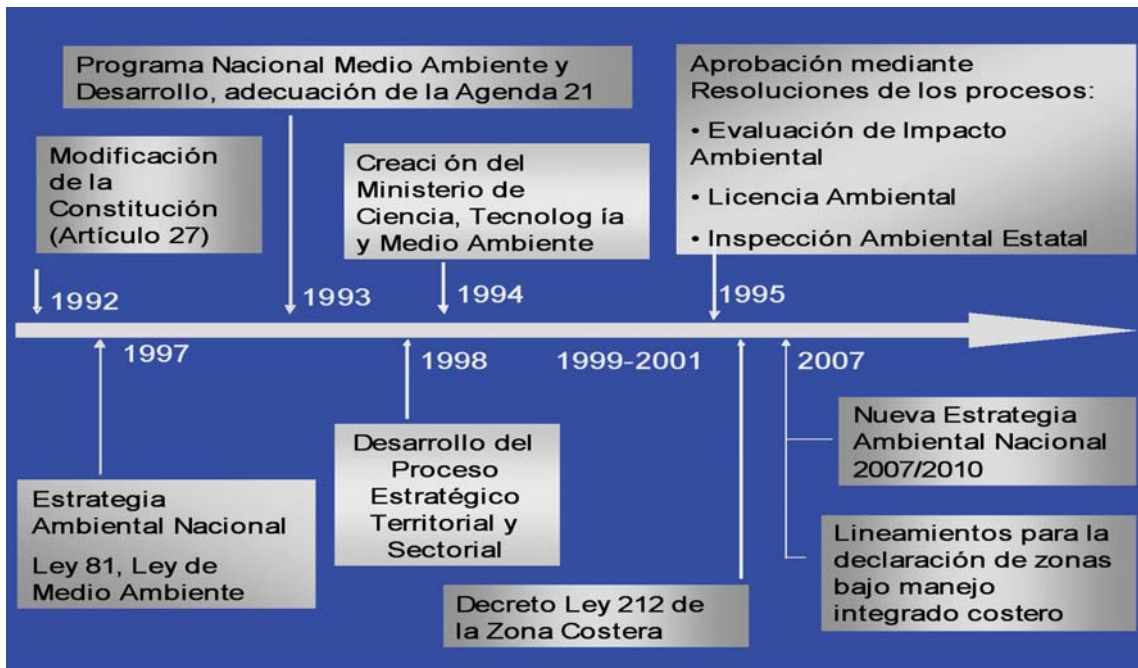 Programa Nacional Medio Ambiente y
Desarrollo, adecuación de la Agenda 21
Aprobación mediante
Resoluciones de los procesos:
• Evaluación de Impacto
Ambiental
• Licencia Ambiental
• Inspección Ambiental Estatal
Modificación
de la
Constitución
(Artículo 27)
Creaci ón del
Ministerio de
Ciencia, Tecnolog ía
y Medio Ambiente
1992
1993
1994
1995
1997
1998
1999-2001
2007
Estrategia
Ambiental Nacional
Ley 81, Ley de
Medio Ambiente
Desarrollo del
Proceso
Estratégico
Territorial y
Sectorial
Decreto Ley 212 de
la Zona Costera
Nueva Estrategia
Ambiental Nacional
2007/2010
Lineamientos para la
declaración de zonas
bajo manejo
integrado costero